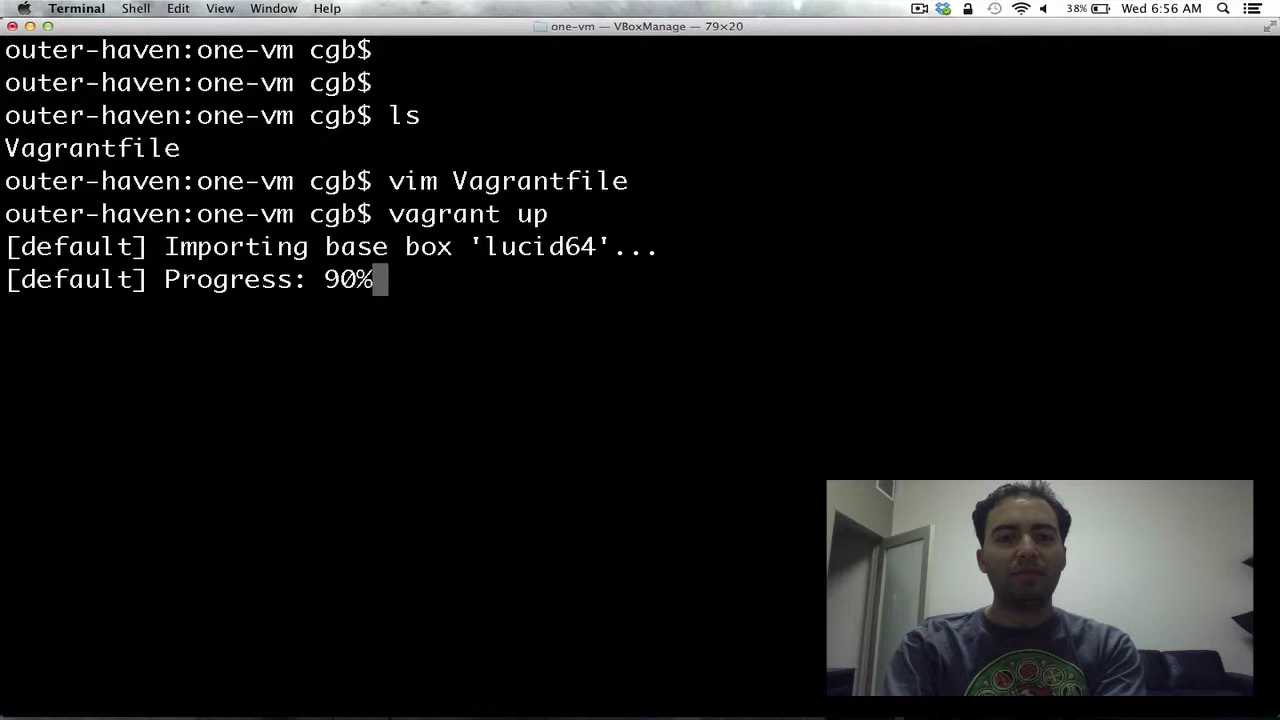 Terminal Shell Edit View Window Help 38% Wed 6:56 AM
one-vm — VBoxManage — 79×20
outer-haven:one-vm cgb$
outer-haven:one-vm cgb$
outer-haven:one-vm cgb$ ls
Vagrantfile
outer-haven:one-vm cgb$ vim Vagrantfile
outer-haven:one-vm cgb$ vagrant up
[default] Importing base box 'lucid64'...
[default] Progress: 90%